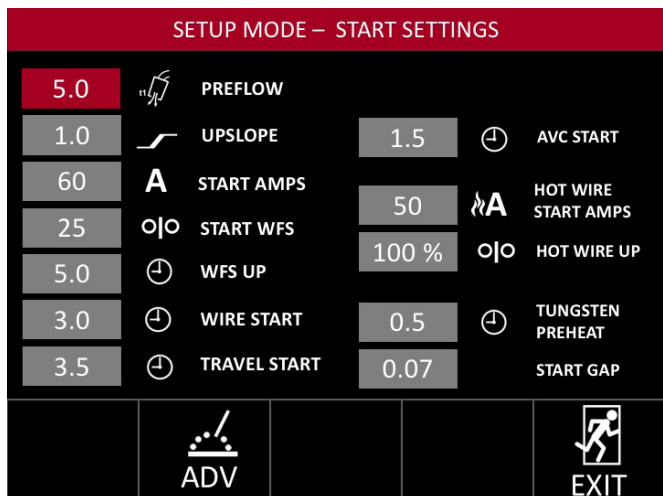 SETUP MODE – START SETTINGS
5.0 t1 PREFLOW
1.0 UPSLOPE
60 A START AMPS
25 START WFS
5.0 WFS UP
3.0 WIRE START
3.5 TRAVEL START
1.5 AVC START
50 A HOT WIRE
START AMPS
100 % HOT WIRE UP
0.5 TUNGSTEN
PREHEAT
0.07 START GAP
ADV
EXIT